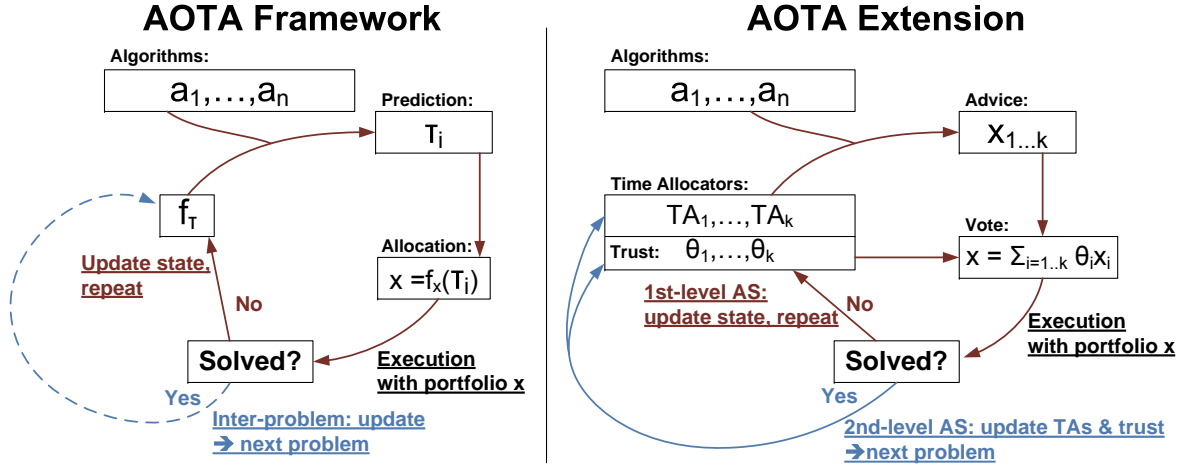 AOTA Framework
Algorithms:
a1,...,an
Prediction:
τi
fτ
Allocation:
x =fx(τi)
Update state,
repeat
No
Solved?
Execution
with portfolio x
Yes
Inter-problem: update
➔ next problem
AOTA Extension
Algorithms:
a1,...,an
Advice:
x1...k
Time Allocators:
TA1,...,TAk
Trust: θ1,...,θk
Vote:
x = Σi=1..k θixi
1st-level AS:
update state, repeat
No
Solved?
Execution
with portfolio x
Yes
2nd-level AS: update TAs & trust
➔next problem